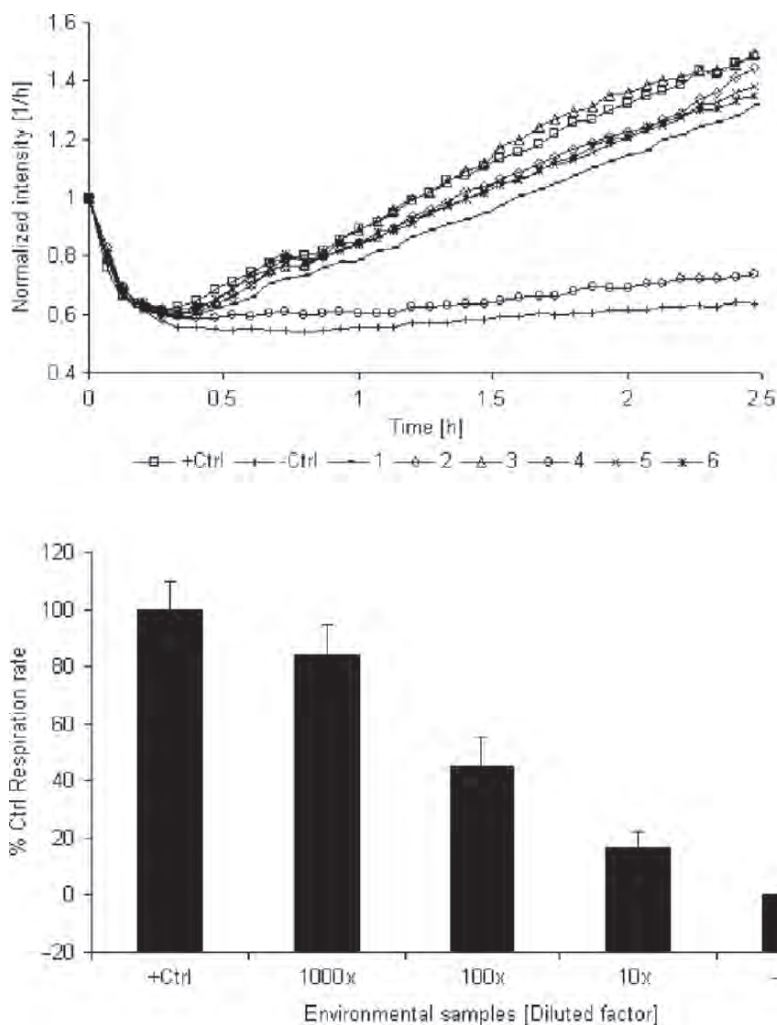 1.6
1.4
1.2
1
0.8
0.6
0.4
Normalized intensity [1/h]
0 0.5 1 1.5 2 2.5
Time [h]
+Ctrl -Ctrl 1 2 3 4 5 6
120
100
80
60
40
20
0
-20
% Ctrl Respiration rate
+Ctrl 1000x 100x 10x -
Environmental samples [Diluted factor]